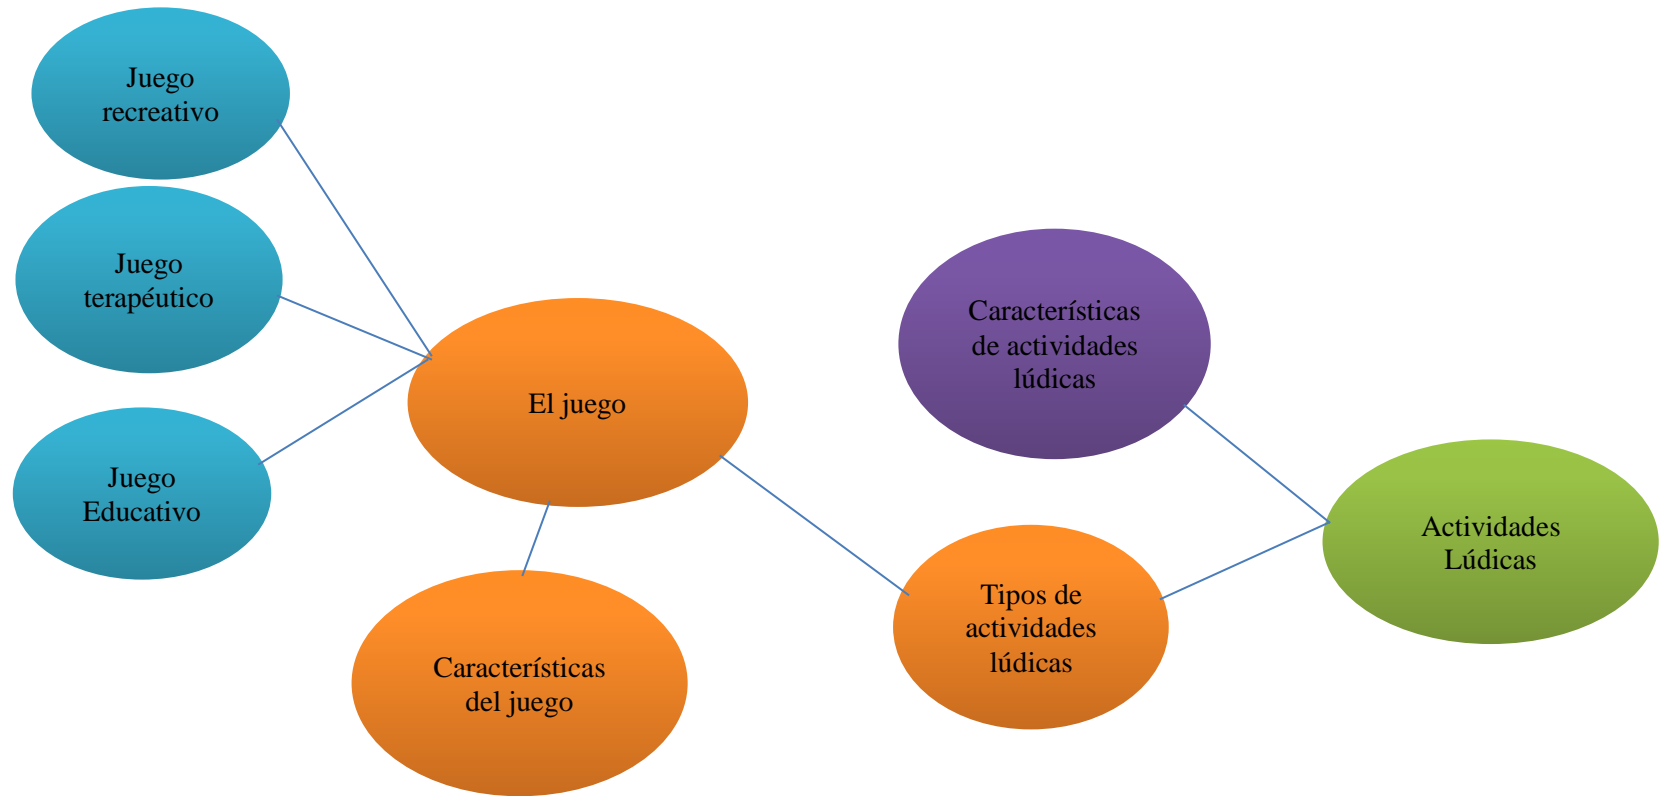 Juego
recreativo
Juego
terapéutico
Juego
Educativo
El juego
Características
del juego
Características
de actividades
lúdicas
Tipos de
actividades
lúdicas
Actividades
Lúdicas